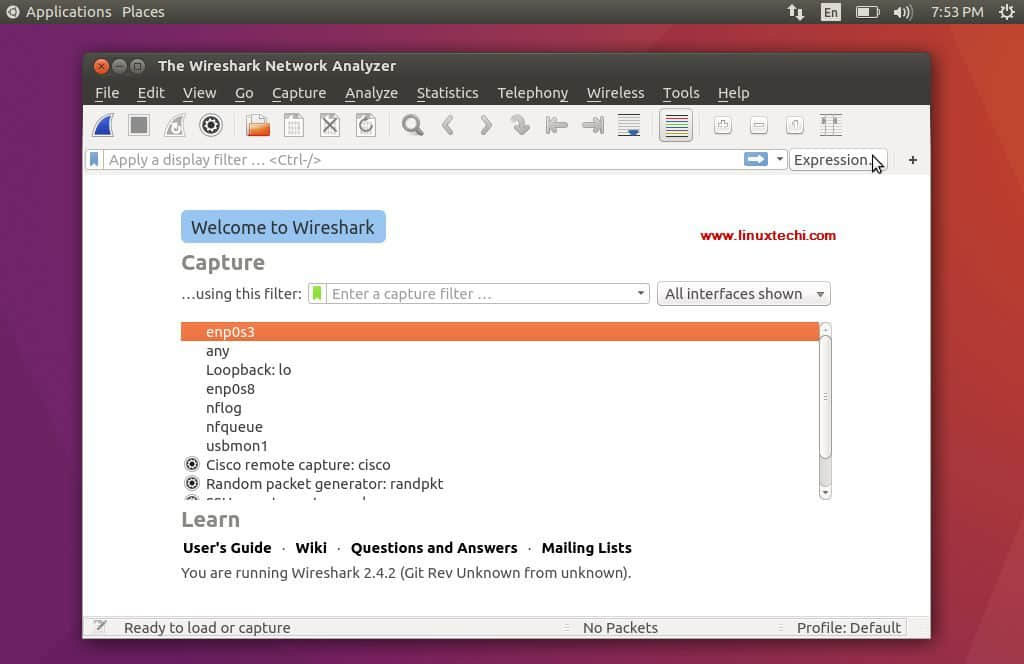 Applications Places En 7:53 PM
The Wireshark Network Analyzer
File Edit View Go Capture Analyze Statistics Telephony Wireless Tools Help
Apply a display filter … <Ctrl-/> Expression… +
Welcome to Wireshark
www.linuxtechi.com
Capture
…using this filter: Enter a capture filter … All interfaces shown
enp0s3
any
Loopback: lo
enp0s8
nflog
nfqueue
usbmon1
Cisco remote capture: cisco
Random packet generator: randpkt
Learn
User's Guide · Wiki · Questions and Answers · Mailing Lists
You are running Wireshark 2.4.2 (Git Rev Unknown from unknown).
Ready to load or capture No Packets Profile: Default